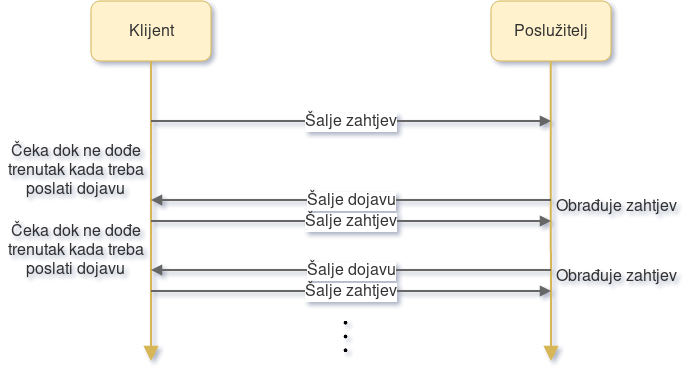 Klijent
Poslužitelj
Šalje zahtjev
Čeka dok ne dođe
trenutak kada treba
poslati dojavu
Šalje dojavu
Obrađuje zahtjev
Šalje zahtjev
Čeka dok ne dođe
trenutak kada treba
poslati dojavu
Šalje dojavu
Obrađuje zahtjev
Šalje zahtjev